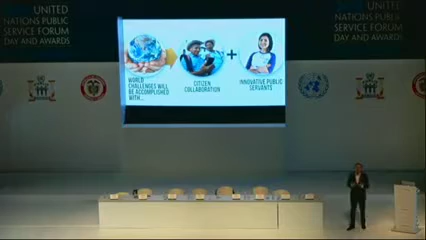 UNITED
NATIONS PUBLIC
SERVICE FORUM
DAY AND AWARDS
UNITED
NATIONS PUBLIC
SERVICE FORUM
DAY AND AWARDS
+
WORLD
CHALLENGES WILL
BE ACCOMPLISHED
WITH...
CITIZEN
COLLABORATION
INNOVATIVE PUBLIC
SERVANTS